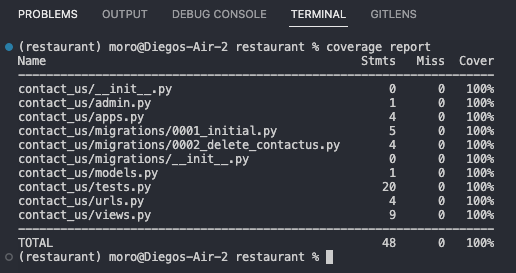 PROBLEMS OUTPUT DEBUG CONSOLE TERMINAL GITLENS
(restaurant) moro@Diegos-Air-2 restaurant % coverage report
Name Stmts Miss Cover
contact_us/__init__.py 0 0 100%
contact_us/admin.py 1 0 100%
contact_us/apps.py 4 0 100%
contact_us/migrations/0001_initial.py 5 0 100%
contact_us/migrations/0002_delete_contactus.py 4 0 100%
contact_us/migrations/__init__.py 0 0 100%
contact_us/models.py 1 0 100%
contact_us/tests.py 20 0 100%
contact_us/urls.py 4 0 100%
contact_us/views.py 9 0 100%
TOTAL 48 0 100%
(restaurant) moro@Diegos-Air-2 restaurant %